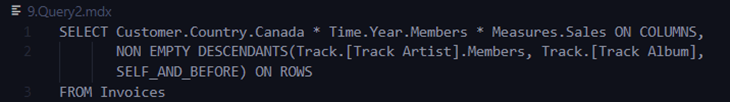 9.Query2.mdx
1 SELECT Customer.Country.Canada * Time.Year.Members * Measures.Sales ON COLUMNS,
2 NON EMPTY DESCENDANTS(Track.[Track Artist].Members, Track.[Track Album],
SELF_AND_BEFORE) ON ROWS
3 FROM Invoices